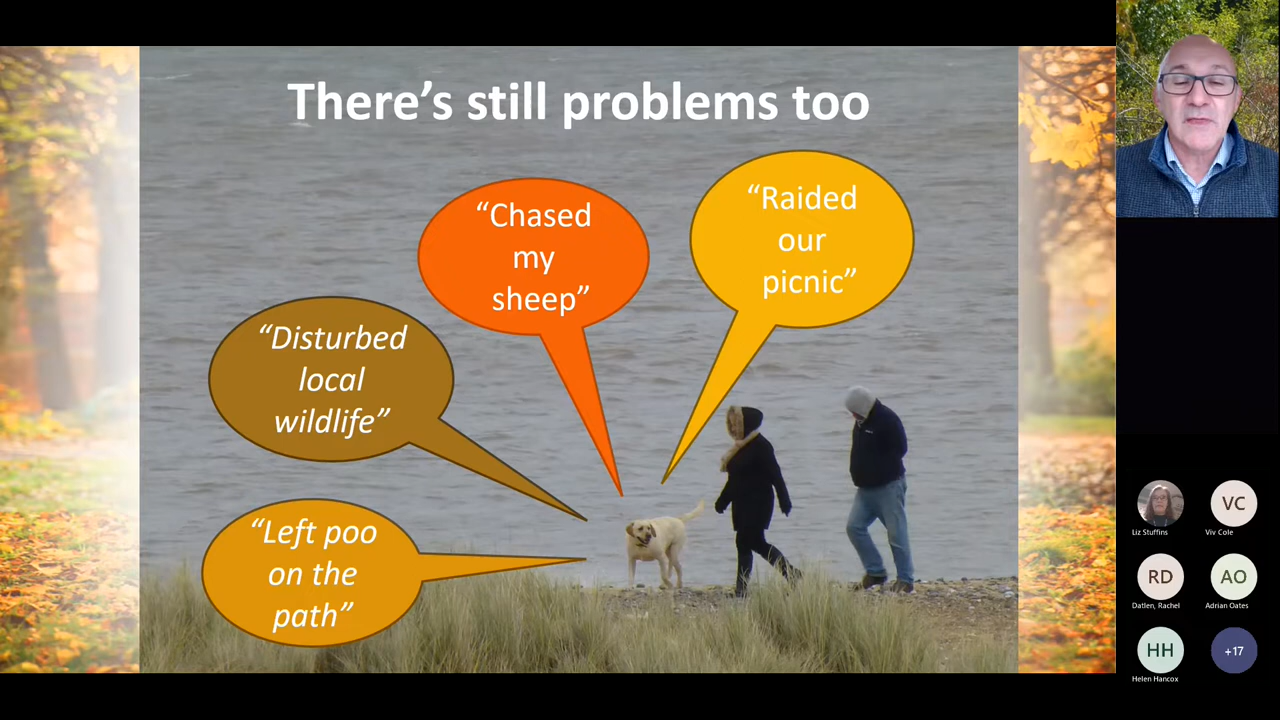 There’s still problems too
“Chased
my
sheep”
“Raided
our
picnic”
“Disturbed
local
wildlife”
“Left poo
on the
path”
VC
Liz Stuffins
Viv Cole
RD
AO
Datlen, Rachel
Adrian Oates
HH
+17
Helen Hancox